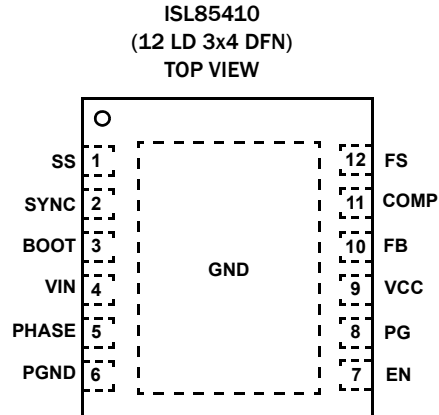 ISL85410
(12 LD 3x4 DFN)
TOP VIEW
SS 1 12 FS
SYNC 2 11 COMP
BOOT 3 10 FB
GND
VIN 4 9 VCC
PHASE 5 8 PG
PGND 6 7 EN